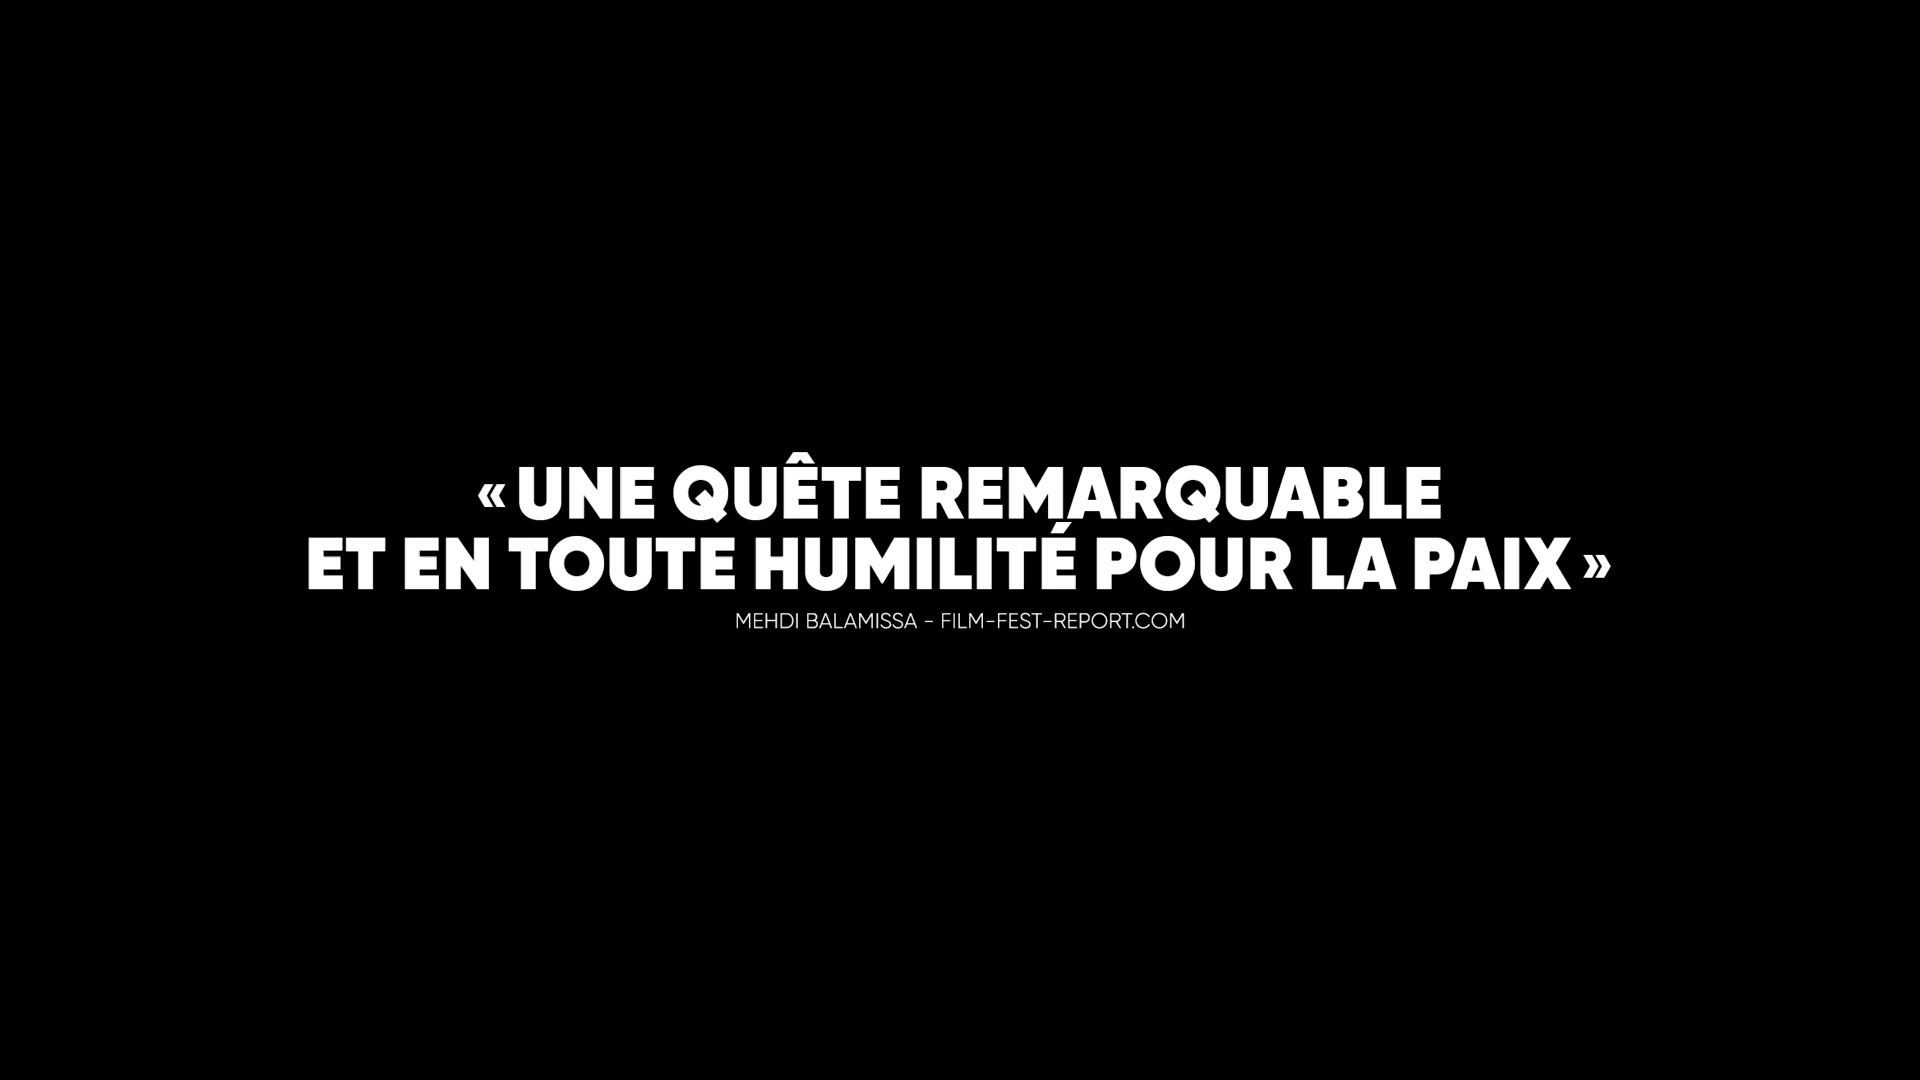 « UNE QUÊTE REMARQUABLE
ET EN TOUTE HUMILITÉ POUR LA PAIX »
MEHDI BALAMISSA - FILM-FEST-REPORT.COM